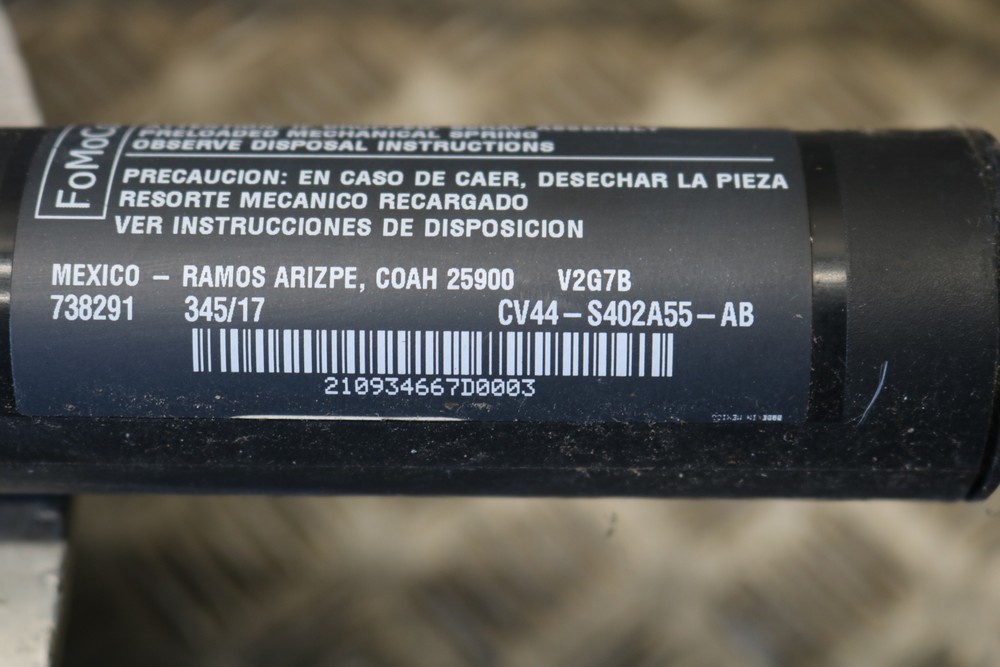 FoMoC
PRELOADED MECHANICAL SPRING
OBSERVE DISPOSAL INSTRUCTIONS
PRECAUCION: EN CASO DE CAER, DESECHAR LA PIEZA
RESORTE MECANICO RECARGADO
VER INSTRUCCIONES DE DISPOSICION
MEXICO – RAMOS ARIZPE, COAH 25900 V2G7B
738291 345/17 CV44–S402A55–AB
210934667D0003